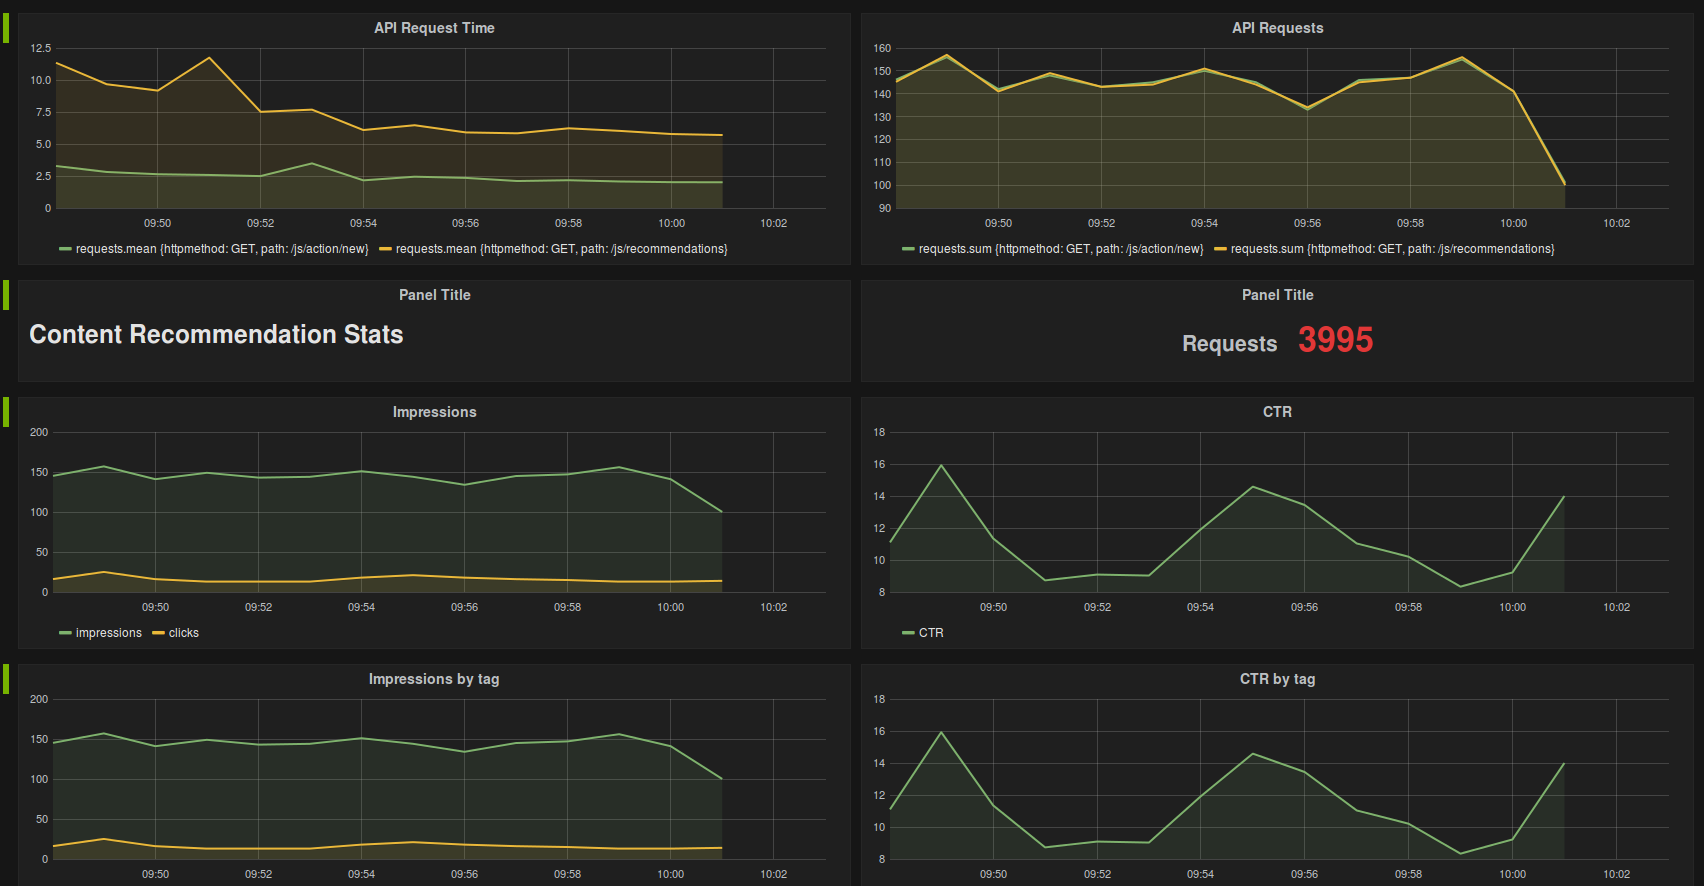 API Request Time
12.5
10.0
7.5
5.0
2.5
0
09:50 09:52 09:54 09:56 09:58 10:00 10:02
requests.mean {httpmethod: GET, path: /js/action/new} requests.mean {httpmethod: GET, path: /js/recommendations}
API Requests
160
150
140
130
120
110
100
90
09:50 09:52 09:54 09:56 09:58 10:00 10:02
requests.sum {httpmethod: GET, path: /js/action/new} requests.sum {httpmethod: GET, path: /js/recommendations}
Panel Title
Content Recommendation Stats
Panel Title
Requests 3995
Impressions
200
150
100
50
0
09:50 09:52 09:54 09:56 09:58 10:00 10:02
impressions clicks
CTR
18
16
14
12
10
8
09:50 09:52 09:54 09:56 09:58 10:00 10:02
CTR
Impressions by tag
200
150
100
50
0
09:50 09:52 09:54 09:56 09:58 10:00 10:02
CTR by tag
18
16
14
12
10
8
09:50 09:52 09:54 09:56 09:58 10:00 10:02